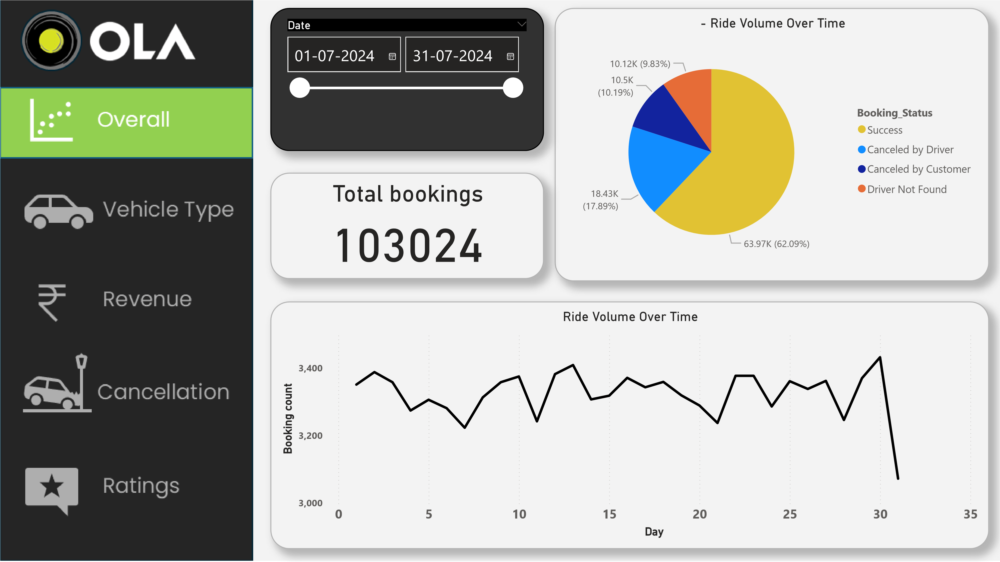 OLA
Overall
Vehicle Type
Revenue
Cancellation
Ratings
Date
01-07-2024
31-07-2024
Total bookings
103024
- Ride Volume Over Time
10.12K (9.83%)
10.5K
(10.19%)
18.43K
(17.89%)
63.97K (62.09%)
Booking_Status
Success
Canceled by Driver
Canceled by Customer
Driver Not Found
Ride Volume Over Time
Booking count
3,400
3,200
3,000
0 5 10 15 20 25 30 35
Day